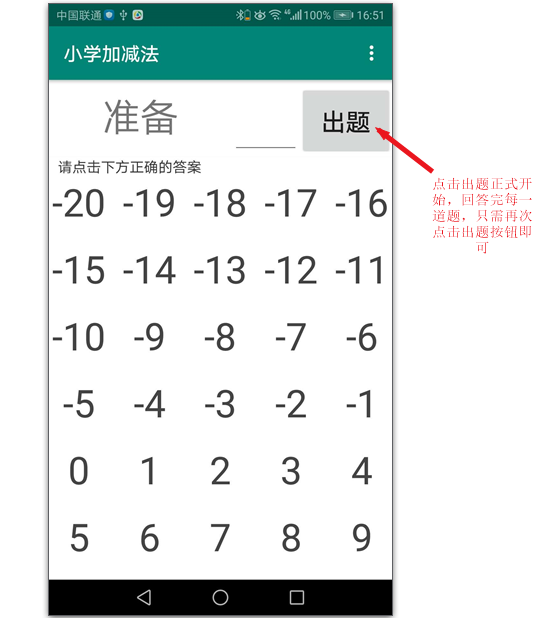 中国联通
4G 100% 16:51
小学加减法
准备
出题
请点击下方正确的答案
-20 -19 -18 -17 -16
-15 -14 -13 -12 -11
-10 -9 -8 -7 -6
-5 -4 -3 -2 -1
0 1 2 3 4
5 6 7 8 9
点击出题正式开
始，回答完每一
道题，只需再次
点击出题按钮即
可